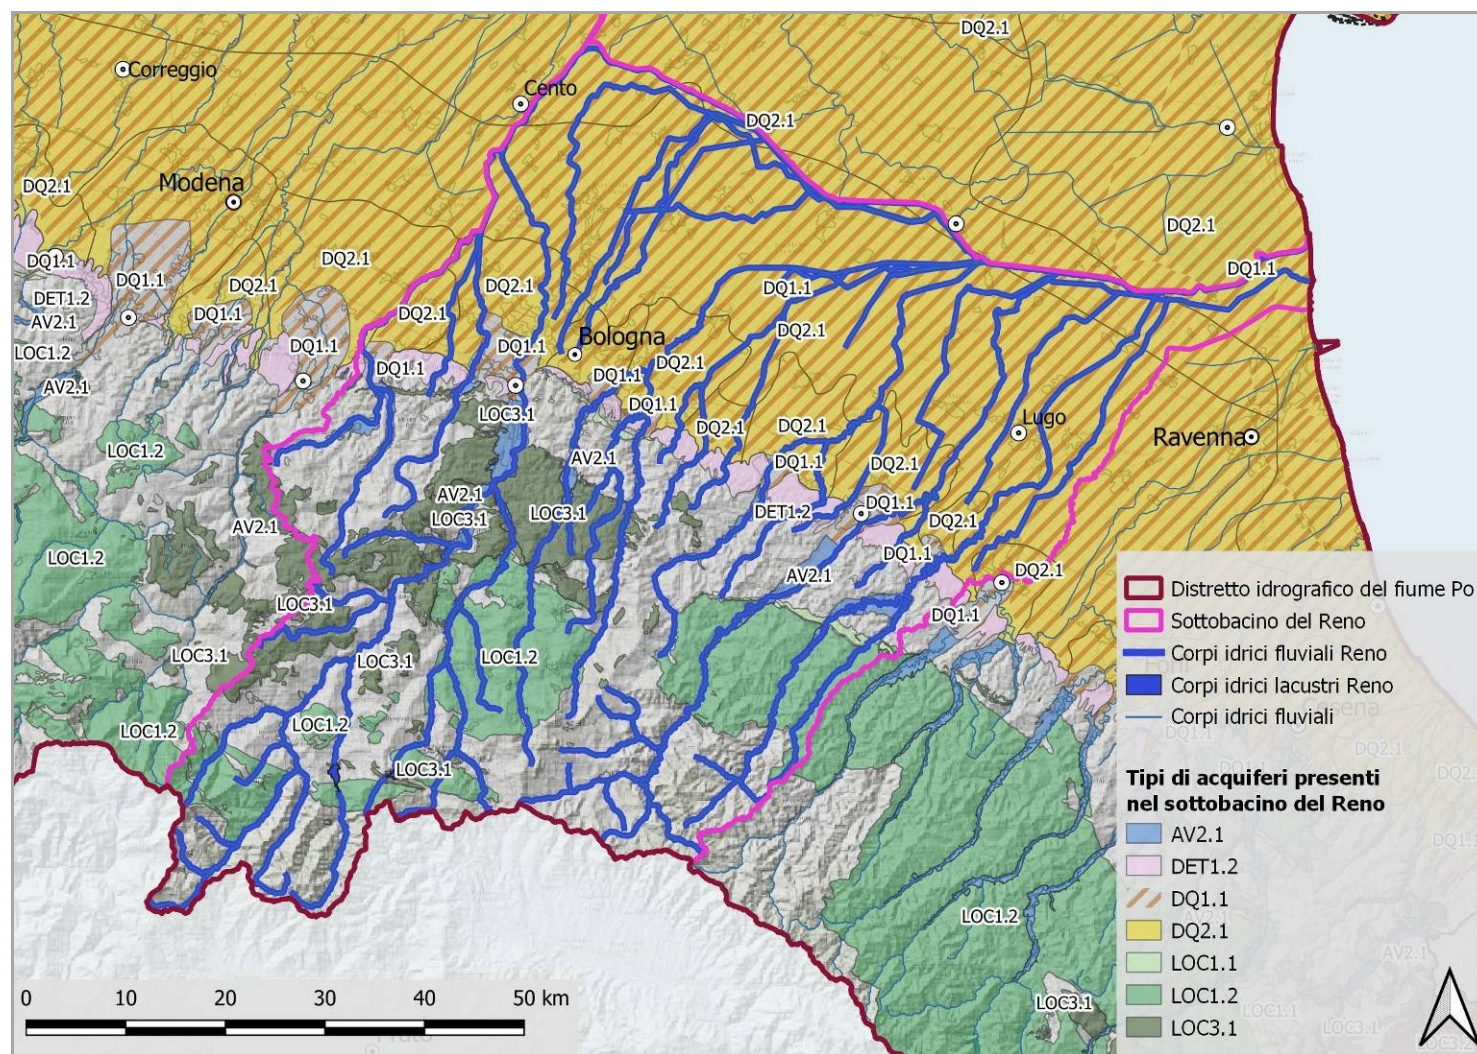 DQ2.1
Correggio
Cento
DQ2.1
Modena
DQ2.1
DQ2.1
DQ2.1
DQ1.1
DQ1.1
DQ2.1
DQ2.1
DQ1.1
DET1.2
DQ1.1
DQ2.1
DQ1.1
AV2.1
DQ2.1
Bologna
DQ2.1
LOC1.2
DQ1.1
DQ1.1
DQ1.1
DQ2.1
AV2.1
DQ1.1
DQ1.1
LOC3.1
Lugo
Ravenna
DQ2.1
DQ2.1
LOC1.2
AV2.1
DQ1.1
DQ2.1
AV2.1
LOC3.1
LOC3.1
DET1.2
DQ1.1
AV2.1
DQ2.1
LOC1.2
DQ1.1
AV2.1
DQ2.1
LOC3.1
DQ1.1
LOC3.1
LOC3.1
LOC1.2
LOC1.2
LOC1.2
LOC3.1
LOC1.2
LOC3.1
Distretto idrografico del fiume Po
Sottobacino del Reno
Corpi idrici fluviali Reno
Corpi idrici lacustri Reno
Corpi idrici fluviali
Tipi di acquiferi presenti
nel sottobacino del Reno
AV2.1
DET1.2
DQ1.1
DQ2.1
LOC1.1
LOC1.2
LOC3.1
0 10 20 30 40 50 km
Prato